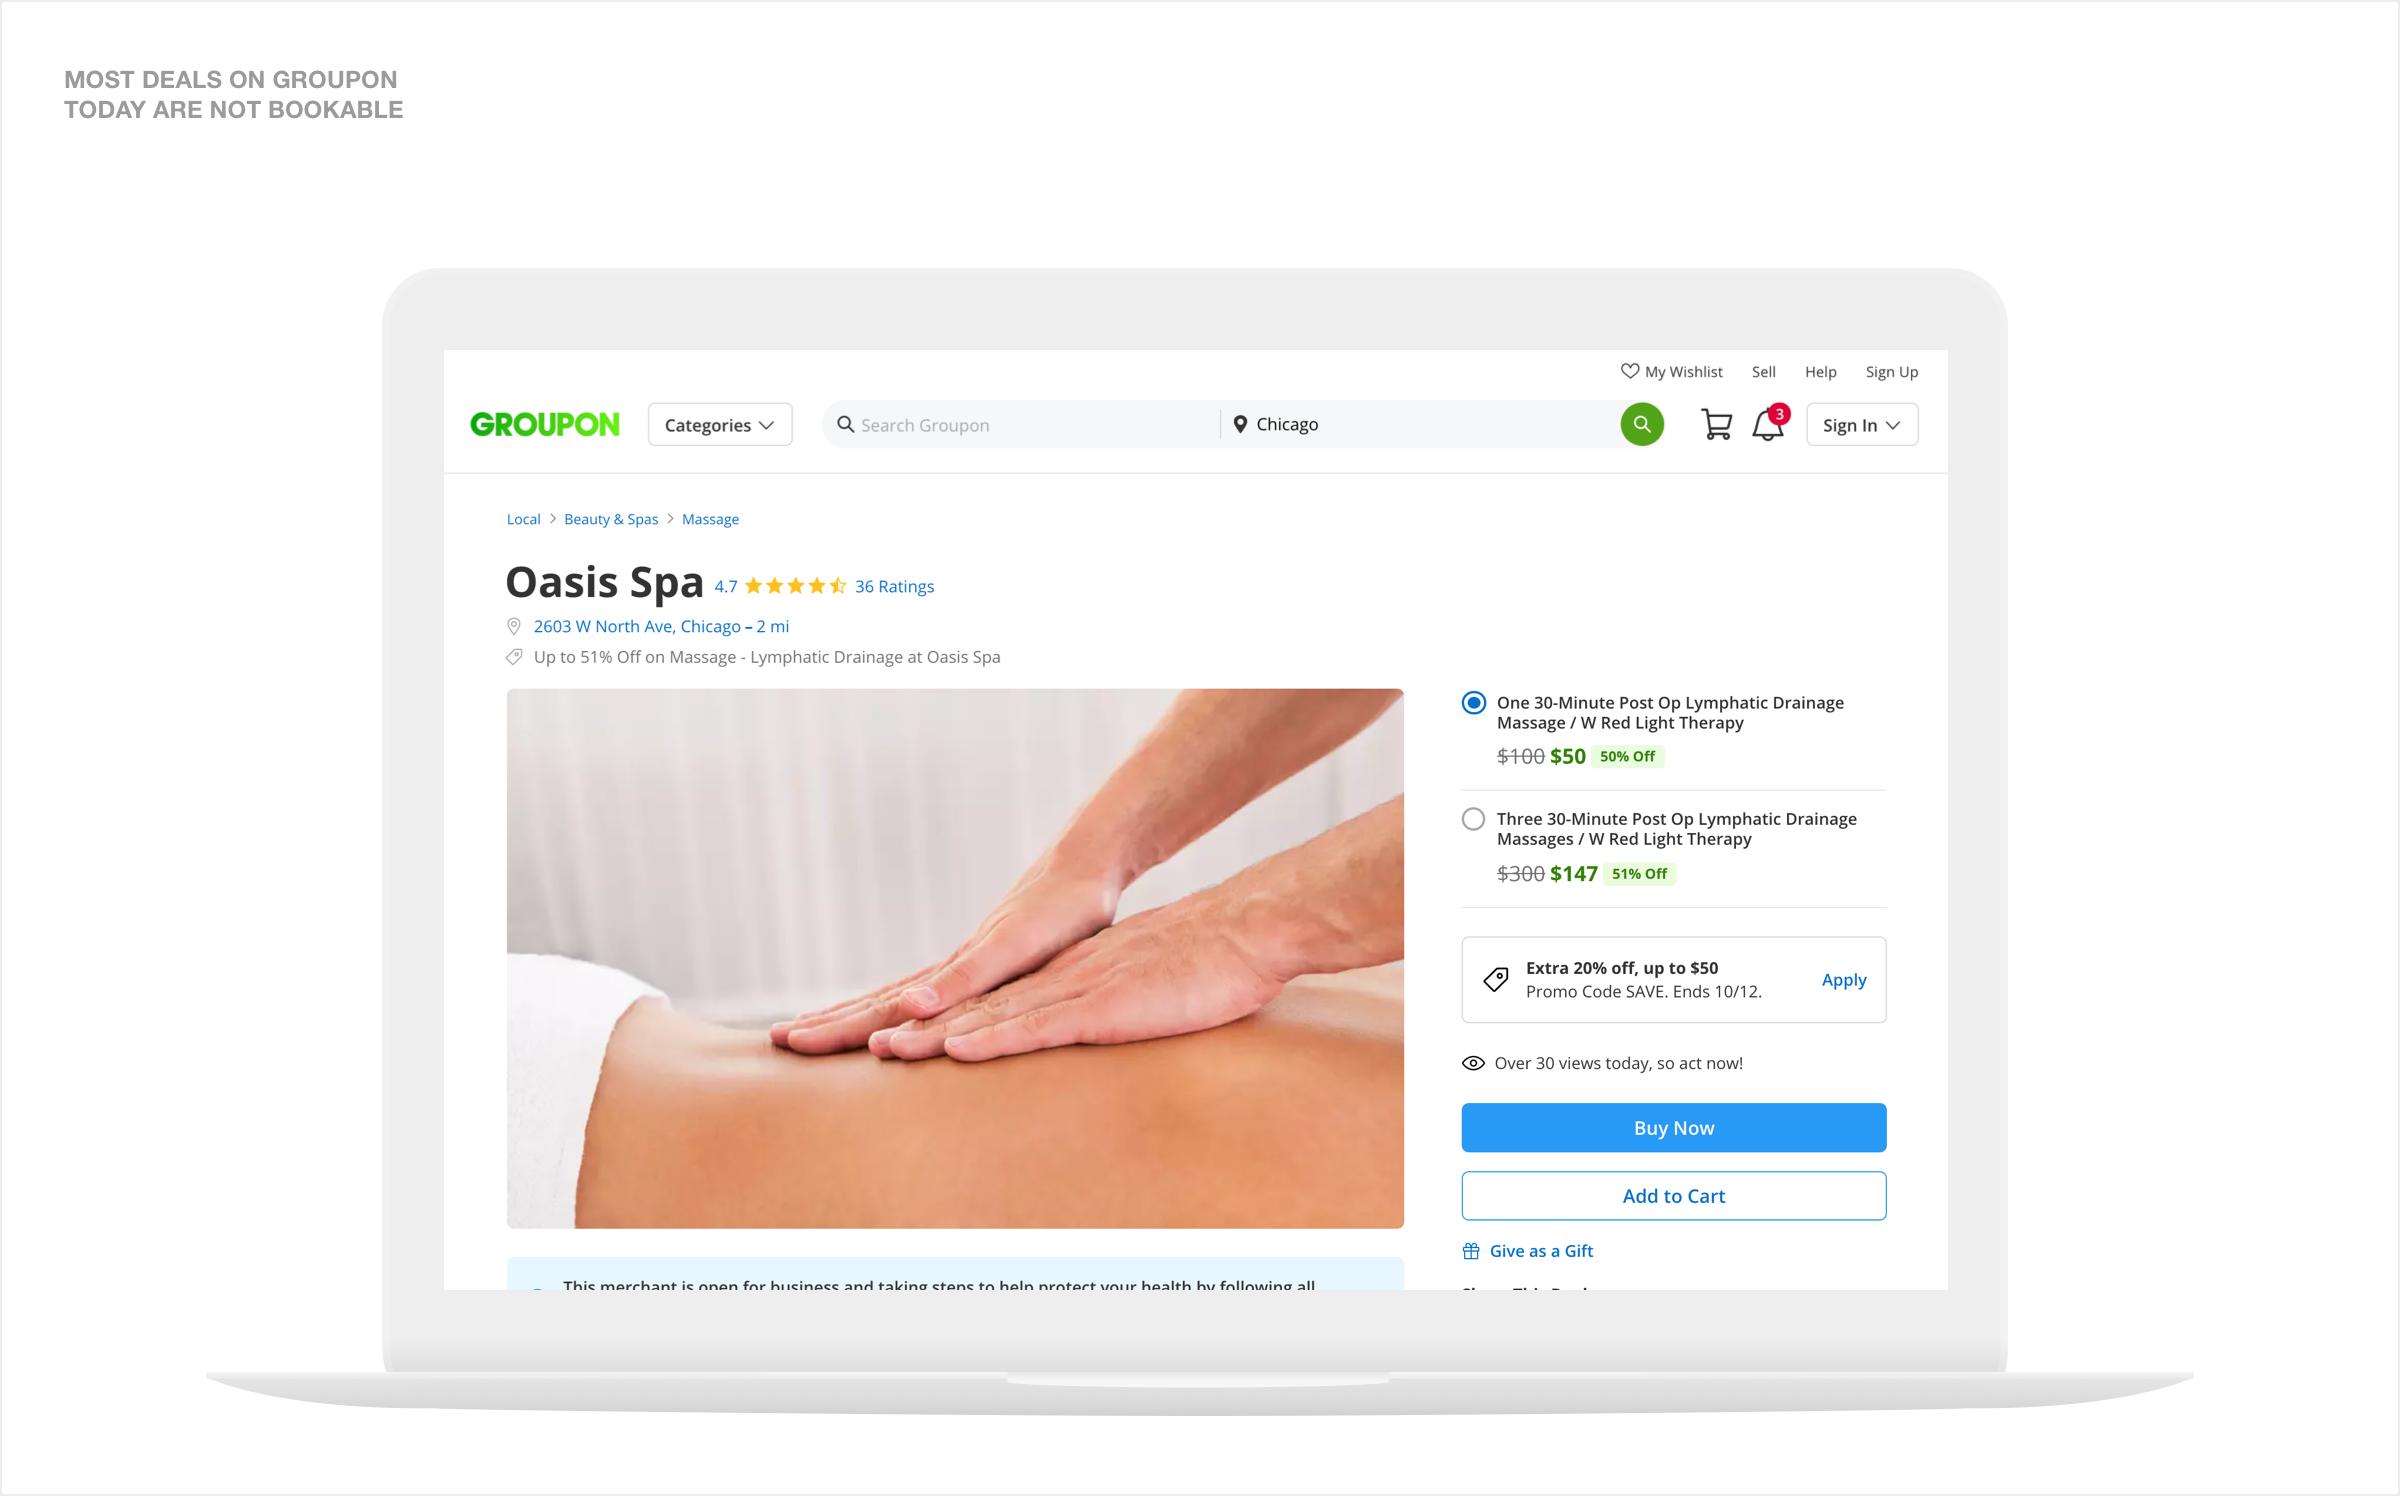 MOST DEALS ON GROUPON
TODAY ARE NOT BOOKABLE
My Wishlist Sell Help Sign Up
GROUPON Categories Search Groupon Chicago 3 Sign In
Local > Beauty & Spas > Massage
Oasis Spa 4.7 36 Ratings
2603 W North Ave, Chicago – 2 mi
Up to 51% Off on Massage - Lymphatic Drainage at Oasis Spa
One 30-Minute Post Op Lymphatic Drainage
Massage / W Red Light Therapy
$100 $50 50% Off
Three 30-Minute Post Op Lymphatic Drainage
Massages / W Red Light Therapy
$300 $147 51% Off
Extra 20% off, up to $50
Promo Code SAVE. Ends 10/12.
Apply
Over 30 views today, so act now!
Buy Now
Add to Cart
Give as a Gift
This merchant is open for business and taking steps to help protect your health by following all